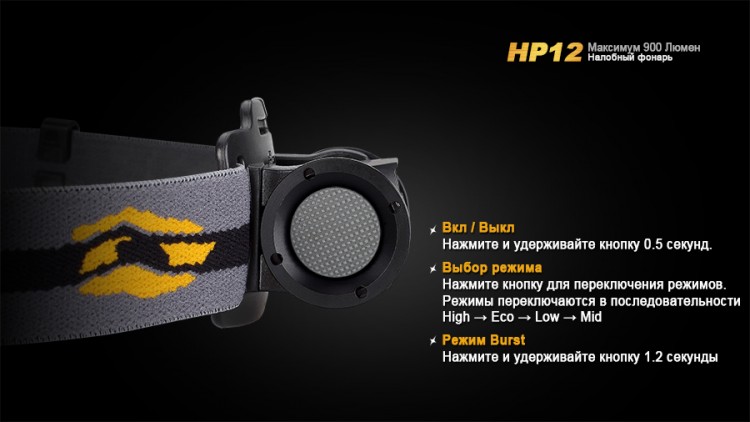 HP12 Максимум 900 Люмен
Налобный фонарь
Вкл / Выкл
Нажмите и удерживайте кнопку 0.5 секунд.
Выбор режима
Нажмите кнопку для переключения режимов.
Режимы переключаются в последовательности
High → Eco → Low → Mid
Режим Burst
Нажмите и удерживайте кнопку 1.2 секунды